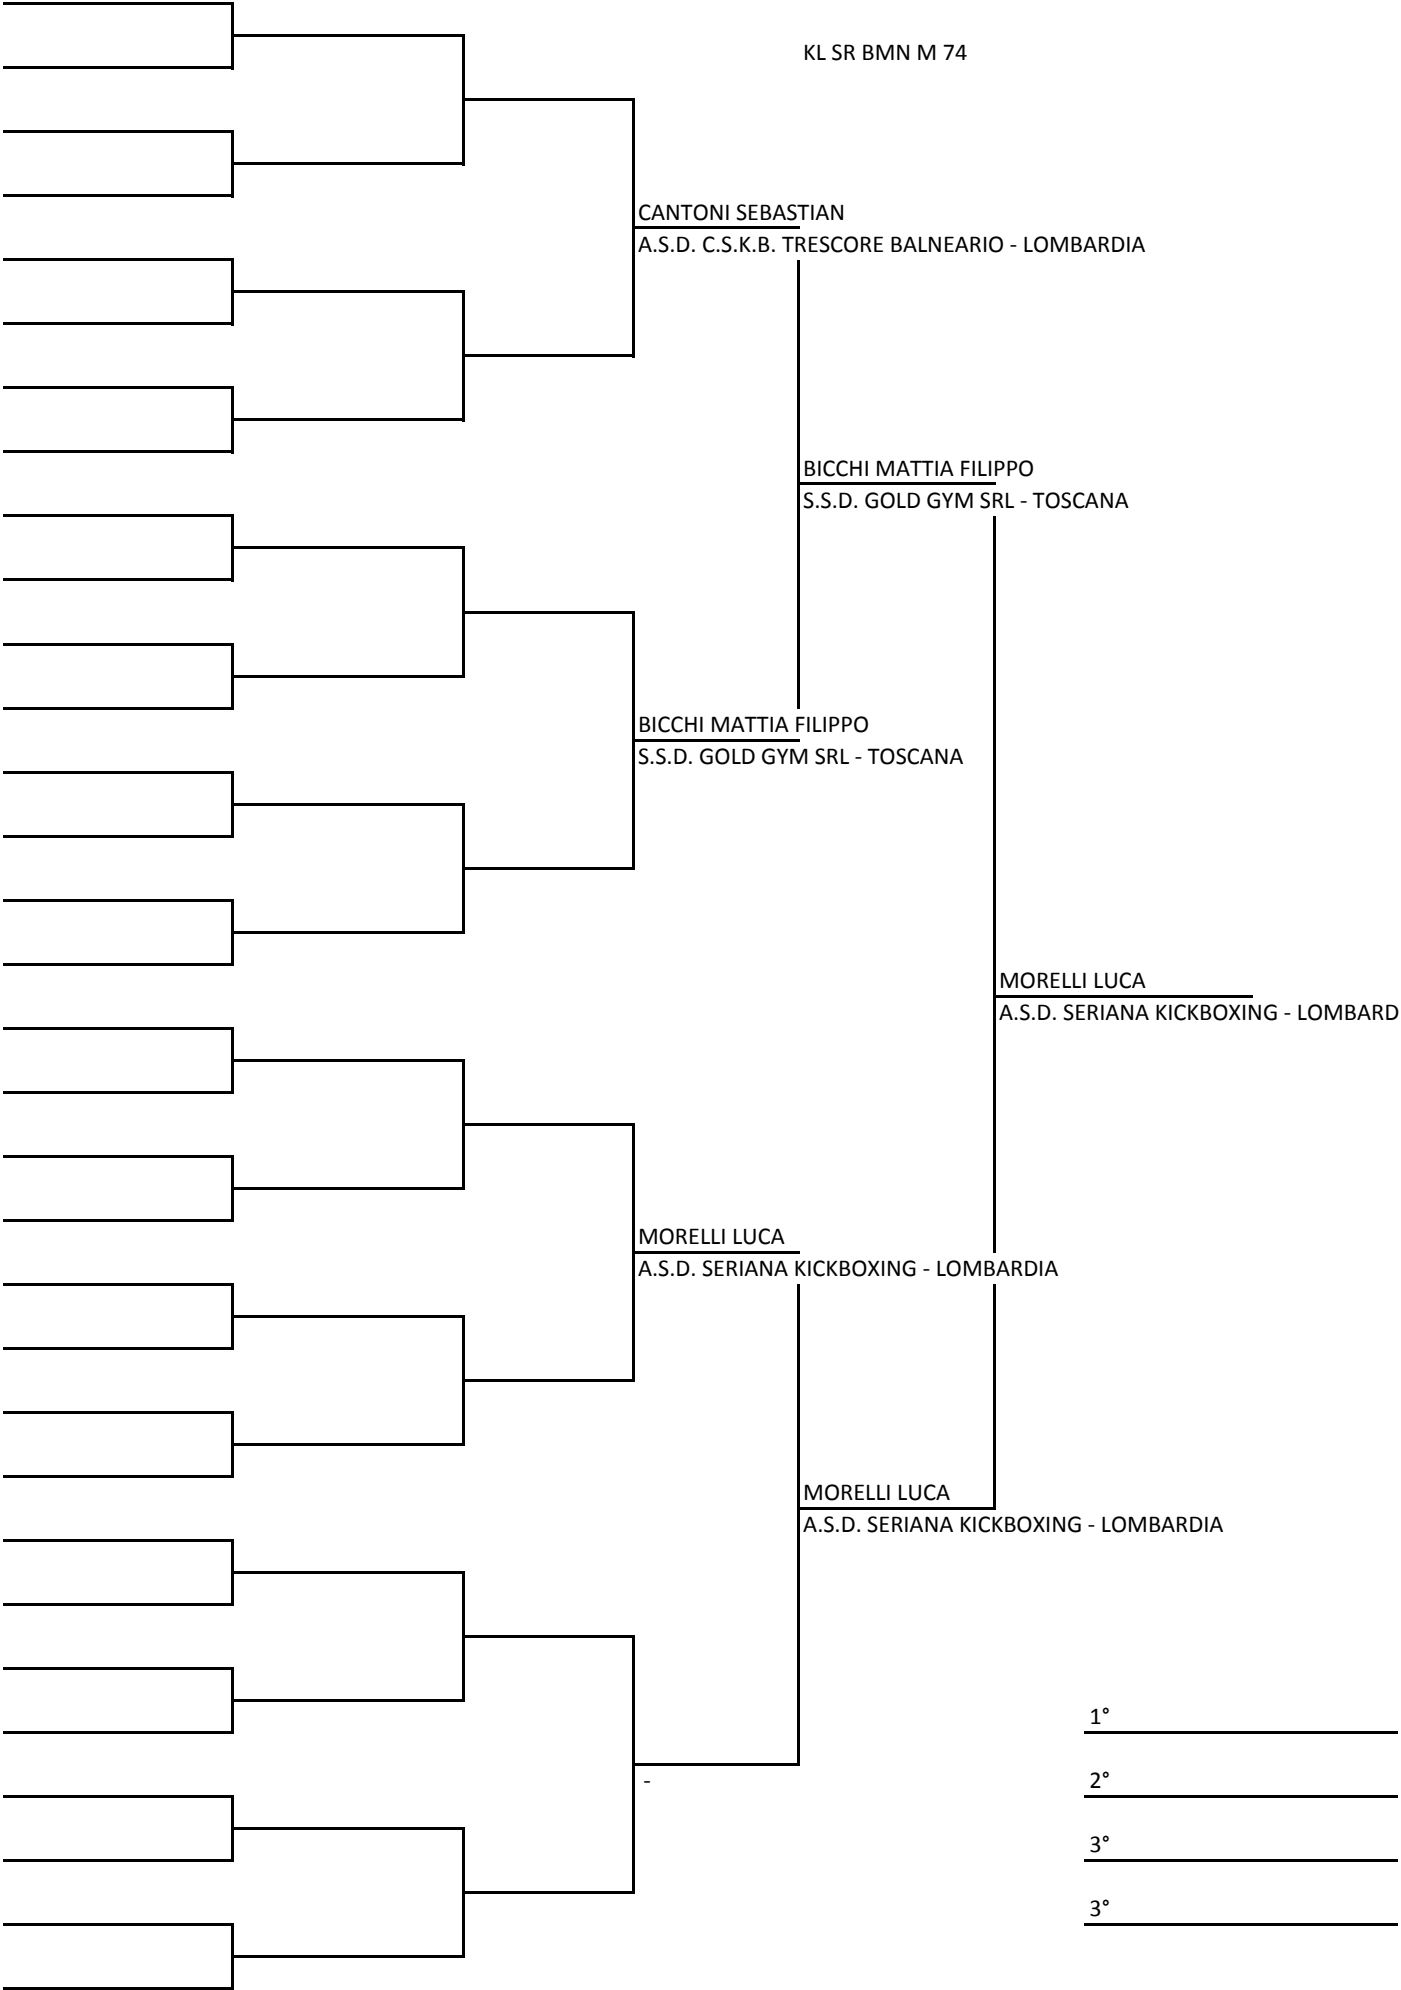 KL SR BMN M 74
CANTONI SEBASTIAN
A.S.D. C.S.K.B. TRESCORE BALNEARIO - LOMBARDIA
BICCHI MATTIA FILIPPO
S.S.D. GOLD GYM SRL - TOSCANA
BICCHI MATTIA FILIPPO
S.S.D. GOLD GYM SRL - TOSCANA
MORELLI LUCA
A.S.D. SERIANA KICKBOXING - LOMBARD
MORELLI LUCA
A.S.D. SERIANA KICKBOXING - LOMBARDIA
MORELLI LUCA
A.S.D. SERIANA KICKBOXING - LOMBARDIA
1°
-
2°
3°
3°